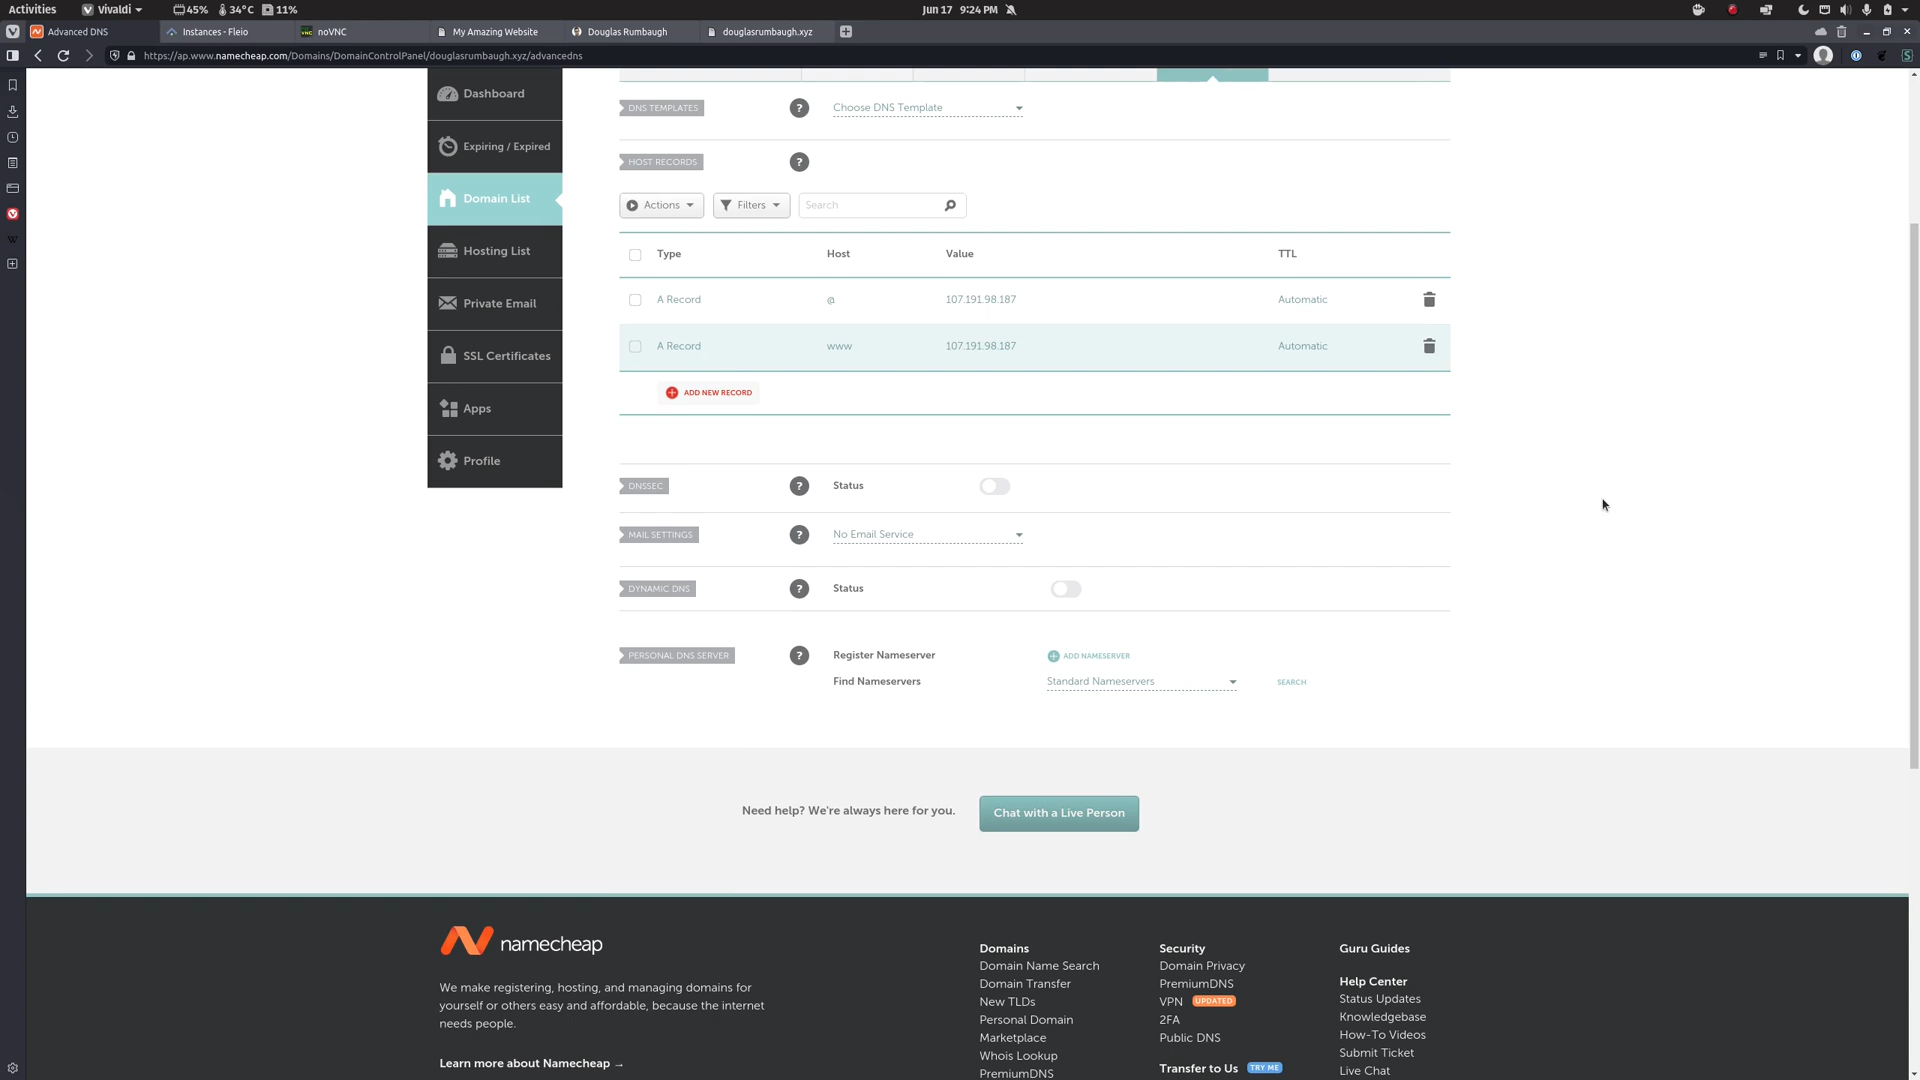 Activities
Vivaldi
45%
34°C
11%
Jun 17 9:24 PM
Advanced DNS
Instances - Fleio
noVNC
My Amazing Website
Douglas Rumbaugh
douglasrumbaugh.xyz
https://ap.www.namecheap.com/Domains/DomainControlPanel/douglasrumbaugh.xyz/advancedns
Dashboard
Expiring / Expired
Domain List
Hosting List
Private Email
SSL Certificates
Apps
Profile
DNS TEMPLATES
?
Choose DNS Template
HOST RECORDS
?
Actions
Filters
Search
Type Host Value TTL
A Record @ 107.191.98.187 Automatic
A Record www 107.191.98.187 Automatic
ADD NEW RECORD
DNSSEC
?
Status
MAIL SETTINGS
?
No Email Service
DYNAMIC DNS
?
Status
PERSONAL DNS SERVER
?
Register Nameserver
ADD NAMESERVER
Find Nameservers
Standard Nameservers
SEARCH
Need help? We're always here for you.
Chat with a Live Person
namecheap
We make registering, hosting, and managing domains for
yourself or others easy and affordable, because the internet
needs people.
Learn more about Namecheap →
Domains
Domain Name Search
Domain Transfer
New TLDs
Personal Domain
Marketplace
Whois Lookup
PremiumDNS
Security
Domain Privacy
PremiumDNS
VPN UPDATED
2FA
Public DNS
Transfer to Us TRY ME
Guru Guides
Help Center
Status Updates
Knowledgebase
How-To Videos
Submit Ticket
Live Chat